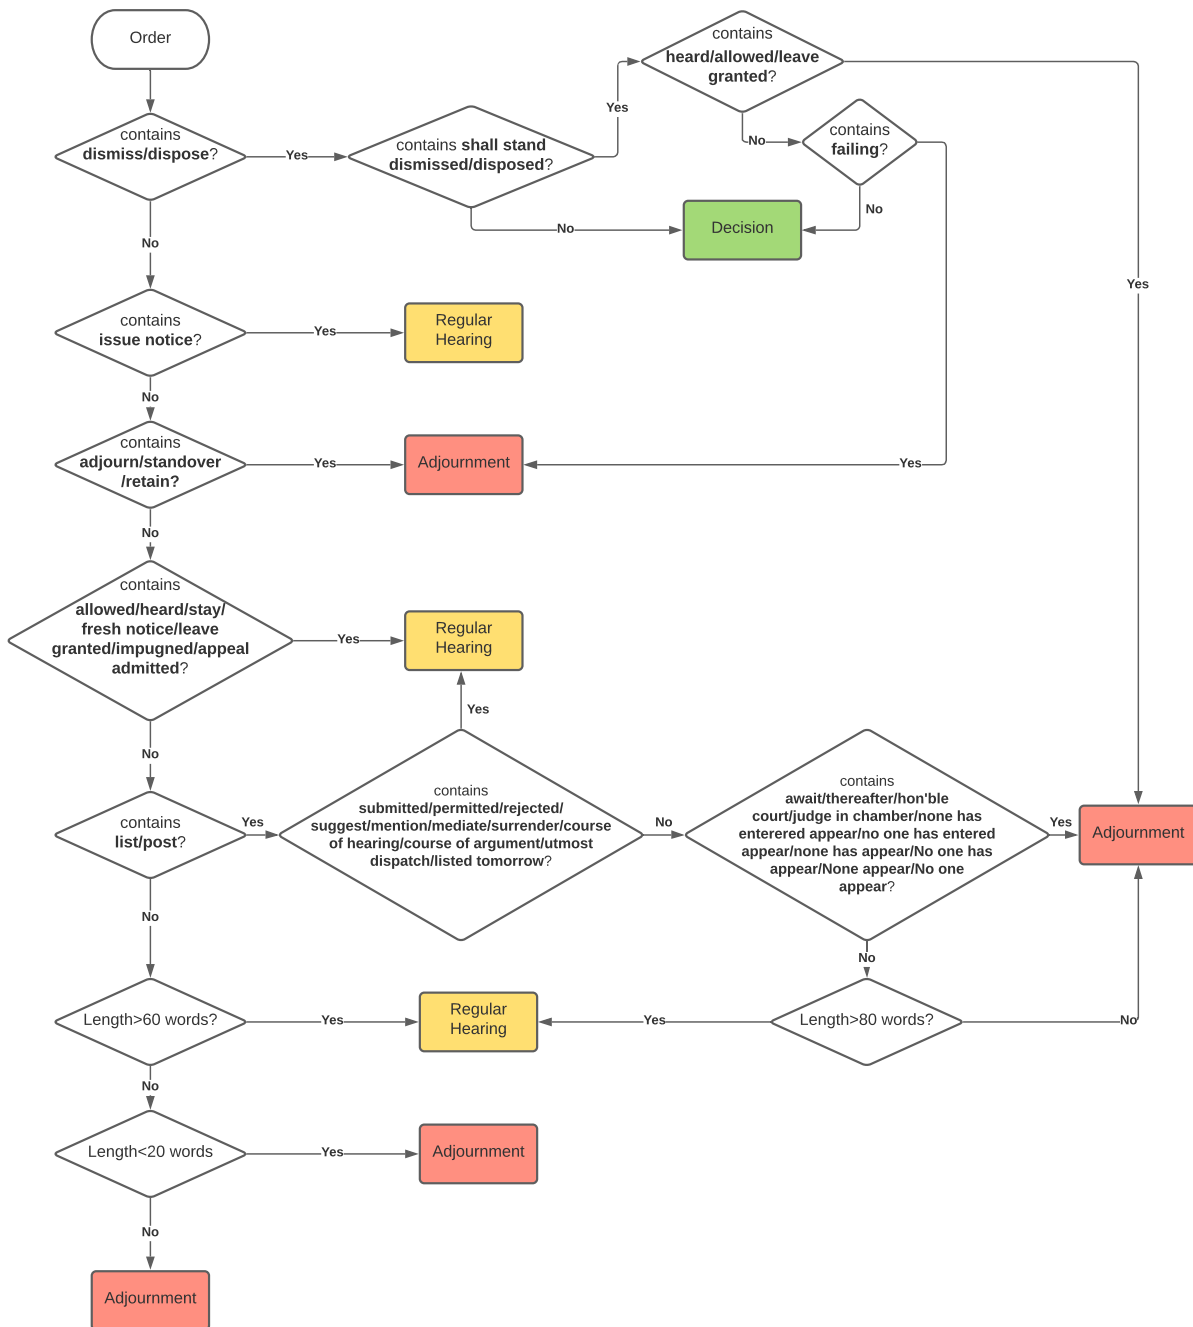 Order
contains
heard/allowed/leave
granted?
Yes
contains
dismiss/dispose?
Yes
contains shall stand
dismissed/disposed?
No
contains
failing?
No
No
Decision
No
Yes
contains
issue notice?
Yes
Regular
Hearing
No
contains
adjourn/standover
/retain?
Yes
Adjournment
Yes
No
contains
allowed/heard/stay/
fresh notice/leave
granted/impugned/appeal
admitted?
Yes
Regular
Hearing
Yes
No
contains
list/post?
Yes
contains
submitted/permitted/rejected/
suggest/mention/mediate/surrender/course
of hearing/course of argument/utmost
dispatch/listed tomorrow?
No
contains
await/thereafter/hon'ble
court/judge in chamber/none has
enterered appear/no one has entered
appear/none has appear/No one has
appear/None appear/No one
appear?
Yes
Adjournment
No
No
Length>60 words?
Yes
Regular
Hearing
Yes
Length>80 words?
No
No
Length<20 words
Yes
Adjournment
No
Adjournment